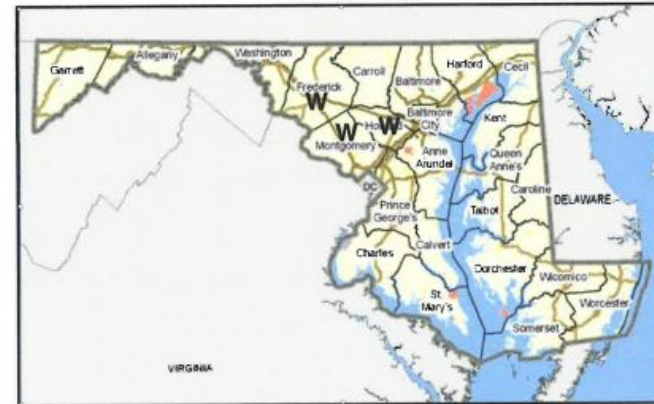 Garrett
Allegany
Washington
Frederick
Carroll
Baltimore
Harford
Cecil
W
W
W
Montgomery
Baltimore
City
Kent
Anne
Arundel
Queen
Anne's
DC
Prince
George's
Talbot
Caroline
DELAWARE
Charles
Calvert
St.
Mary's
Dorchester
Wicomico
Worcester
Somerset
VIRGINIA